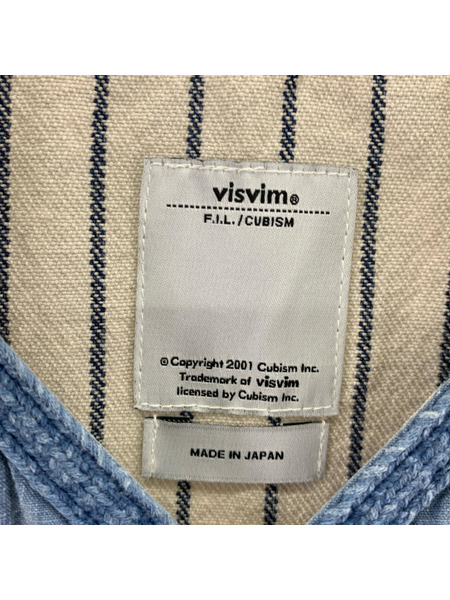 visvim®
F.I.L./CUBISM
©Copyright 2001 Cubism Inc.
Trademark of visvim
licensed by Cubism Inc.
MADE IN JAPAN